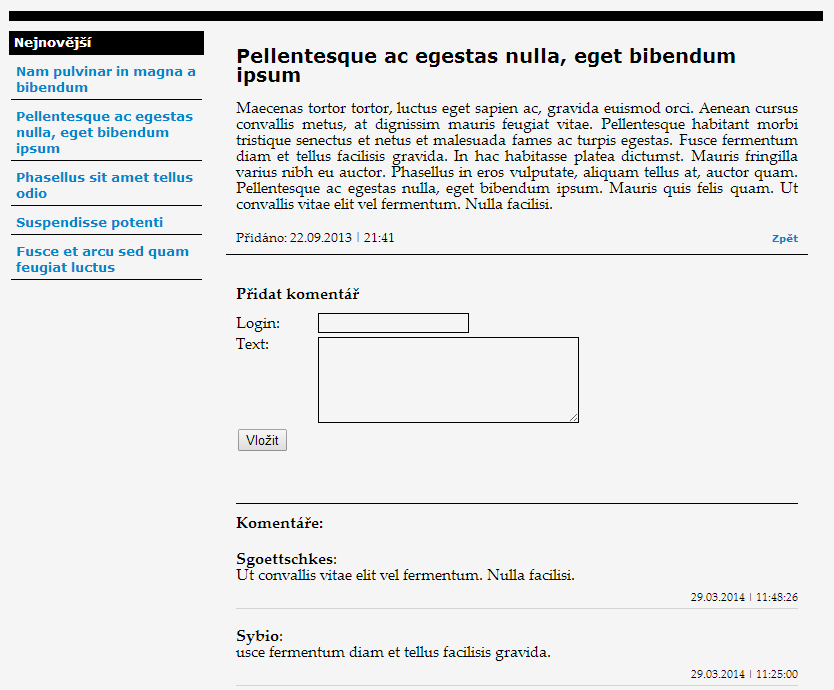 Nejnovější
Nam pulvinar in magna a
bibendum
Pellentesque ac egestas
nulla, eget bibendum
ipsum
Phasellus sit amet tellus
odio
Suspendisse potenti
Fusce et arcu sed quam
feugiat luctus
Pellentesque ac egestas nulla, eget bibendum
ipsum
Maecenas tortor tortor, luctus eget sapien ac, gravida euismod orci. Aenean cursus
convallis metus, at dignissim mauris feugiat vitae. Pellentesque habitant morbi
tristique senectus et netus et malesuada fames ac turpis egestas. Fusce fermentum
diam et tellus facilisis gravida. In hac habitasse platea dictumst. Mauris fringilla
varius nibh eu auctor. Phasellus in eros vulputate, aliquam tellus at, auctor quam.
Pellentesque ac egestas nulla, eget bibendum ipsum. Mauris quis felis quam. Ut
convallis vitae elit vel fermentum. Nulla facilisi.
Přidáno: 22.09.2013 | 21:41 Zpět
Přidat komentář
Login:
Text:
Vložit
Komentáře:
Sgoettschkes:
Ut convallis vitae elit vel fermentum. Nulla facilisi.
29.03.2014 | 11:48:26
Sybio:
usce fermentum diam et tellus facilisis gravida.
29.03.2014 | 11:25:00